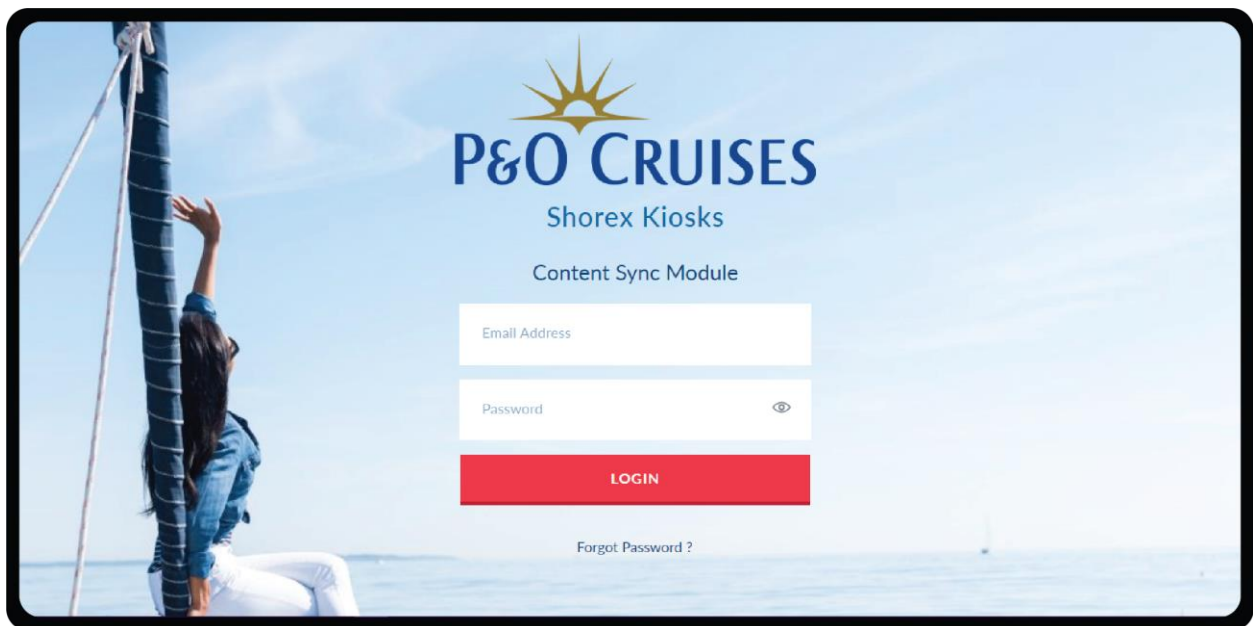 P&O CRUISES
Shorex Kiosks
Content Sync Module
Email Address
Password
LOGIN
Forgot Password ?